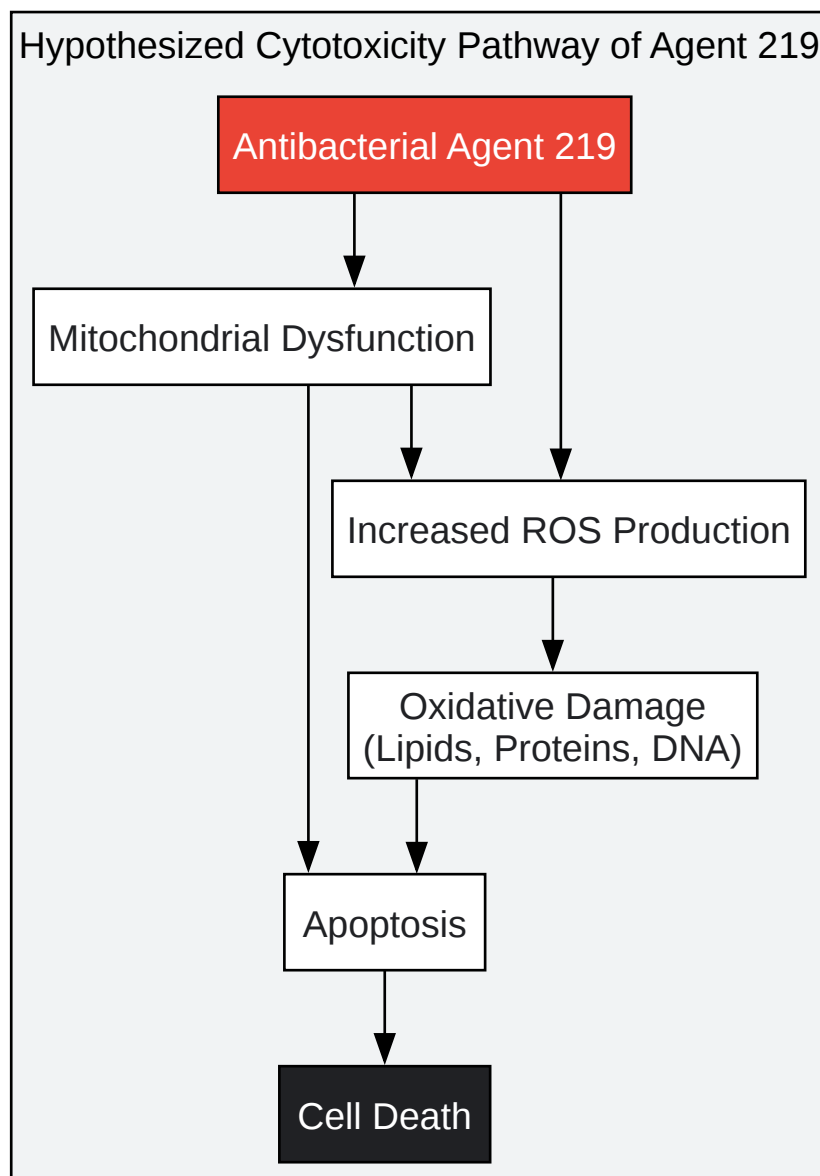 Hypothesized Cytotoxicity Pathway of Agent 219
Antibacterial Agent 219
Mitochondrial Dysfunction
Increased ROS Production
Oxidative Damage
(Lipids, Proteins, DNA)
Apoptosis
Cell Death